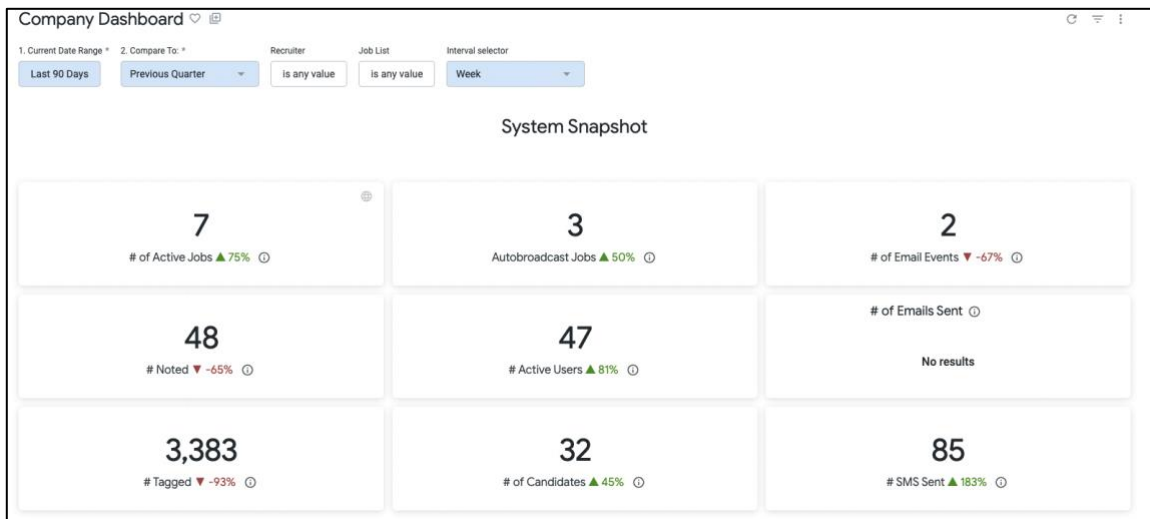 Company Dashboard
1. Current Date Range * 2. Compare To: * Recruiter Job List Interval selector
Last 90 Days Previous Quarter is any value is any value Week
System Snapshot
7 3 2
# of Active Jobs ▲ 75% Autobroadcast Jobs ▲ 50% # of Email Events ▼ -67%
# of Emails Sent
48 47
No results
# Noted ▼ -65% # Active Users ▲ 81%
3,383 32 85
# Tagged ▼ -93% # of Candidates ▲ 45% # SMS Sent ▲ 183%